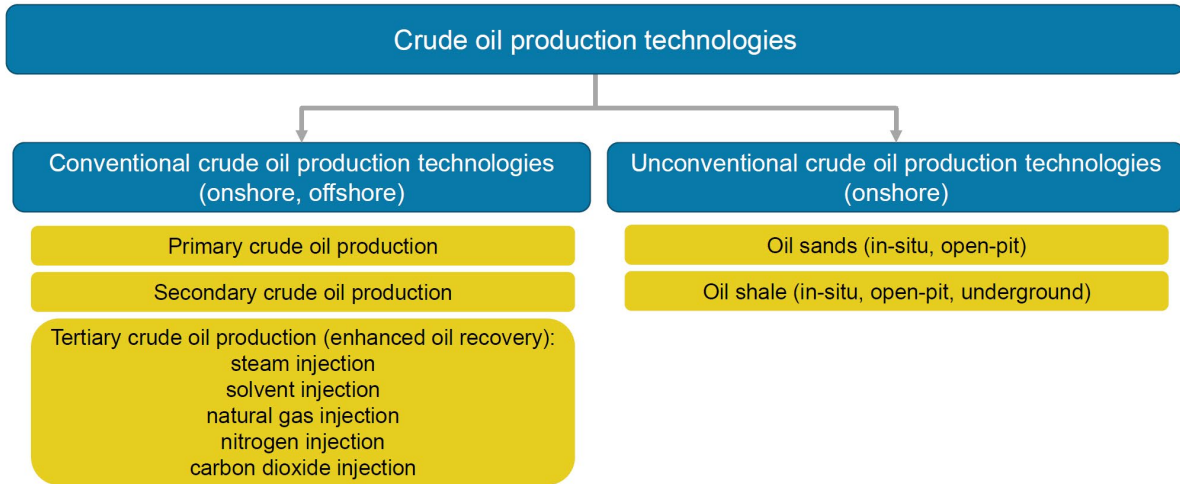 Crude oil production technologies
Conventional crude oil production technologies
(onshore, offshore)
Primary crude oil production
Secondary crude oil production
Tertiary crude oil production (enhanced oil recovery):
steam injection
solvent injection
natural gas injection
nitrogen injection
carbon dioxide injection
Unconventional crude oil production technologies
(onshore)
Oil sands (in-situ, open-pit)
Oil shale (in-situ, open-pit, underground)